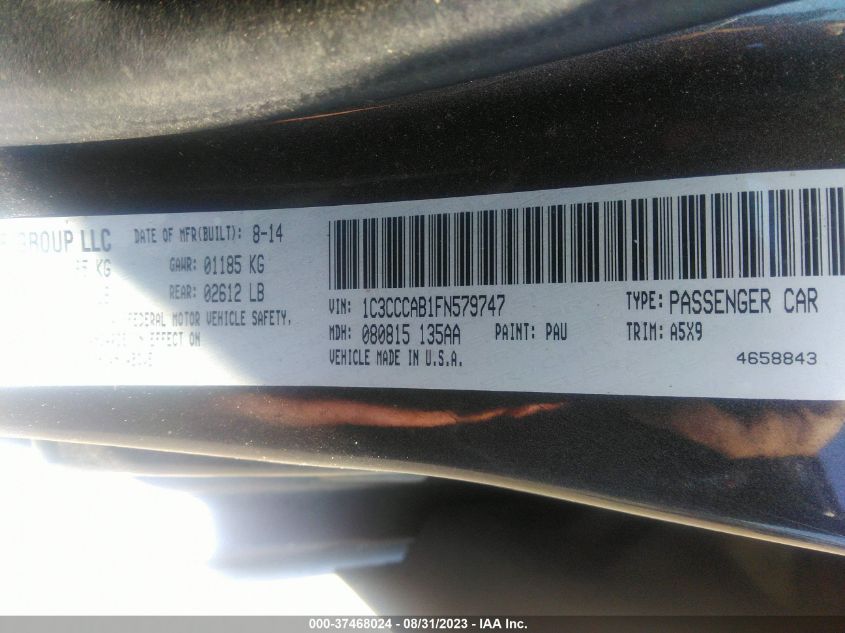 GROUP LLC DATE OF MFR(BUILT): 8-14
KG GAWR: 01185 KG
REAR: 02612 LB
FEDERAL MOTOR VEHICLE SAFETY,
IN EFFECT ON
VIN: 1C3CCCAB1FN579747 TYPE: PASSENGER CAR
MDH: 080815 135AA PAINT: PAU TRIM: A5X9
VEHICLE MADE IN U.S.A.
4658843
000-37468024 - 08/31/2023 - IAA Inc.